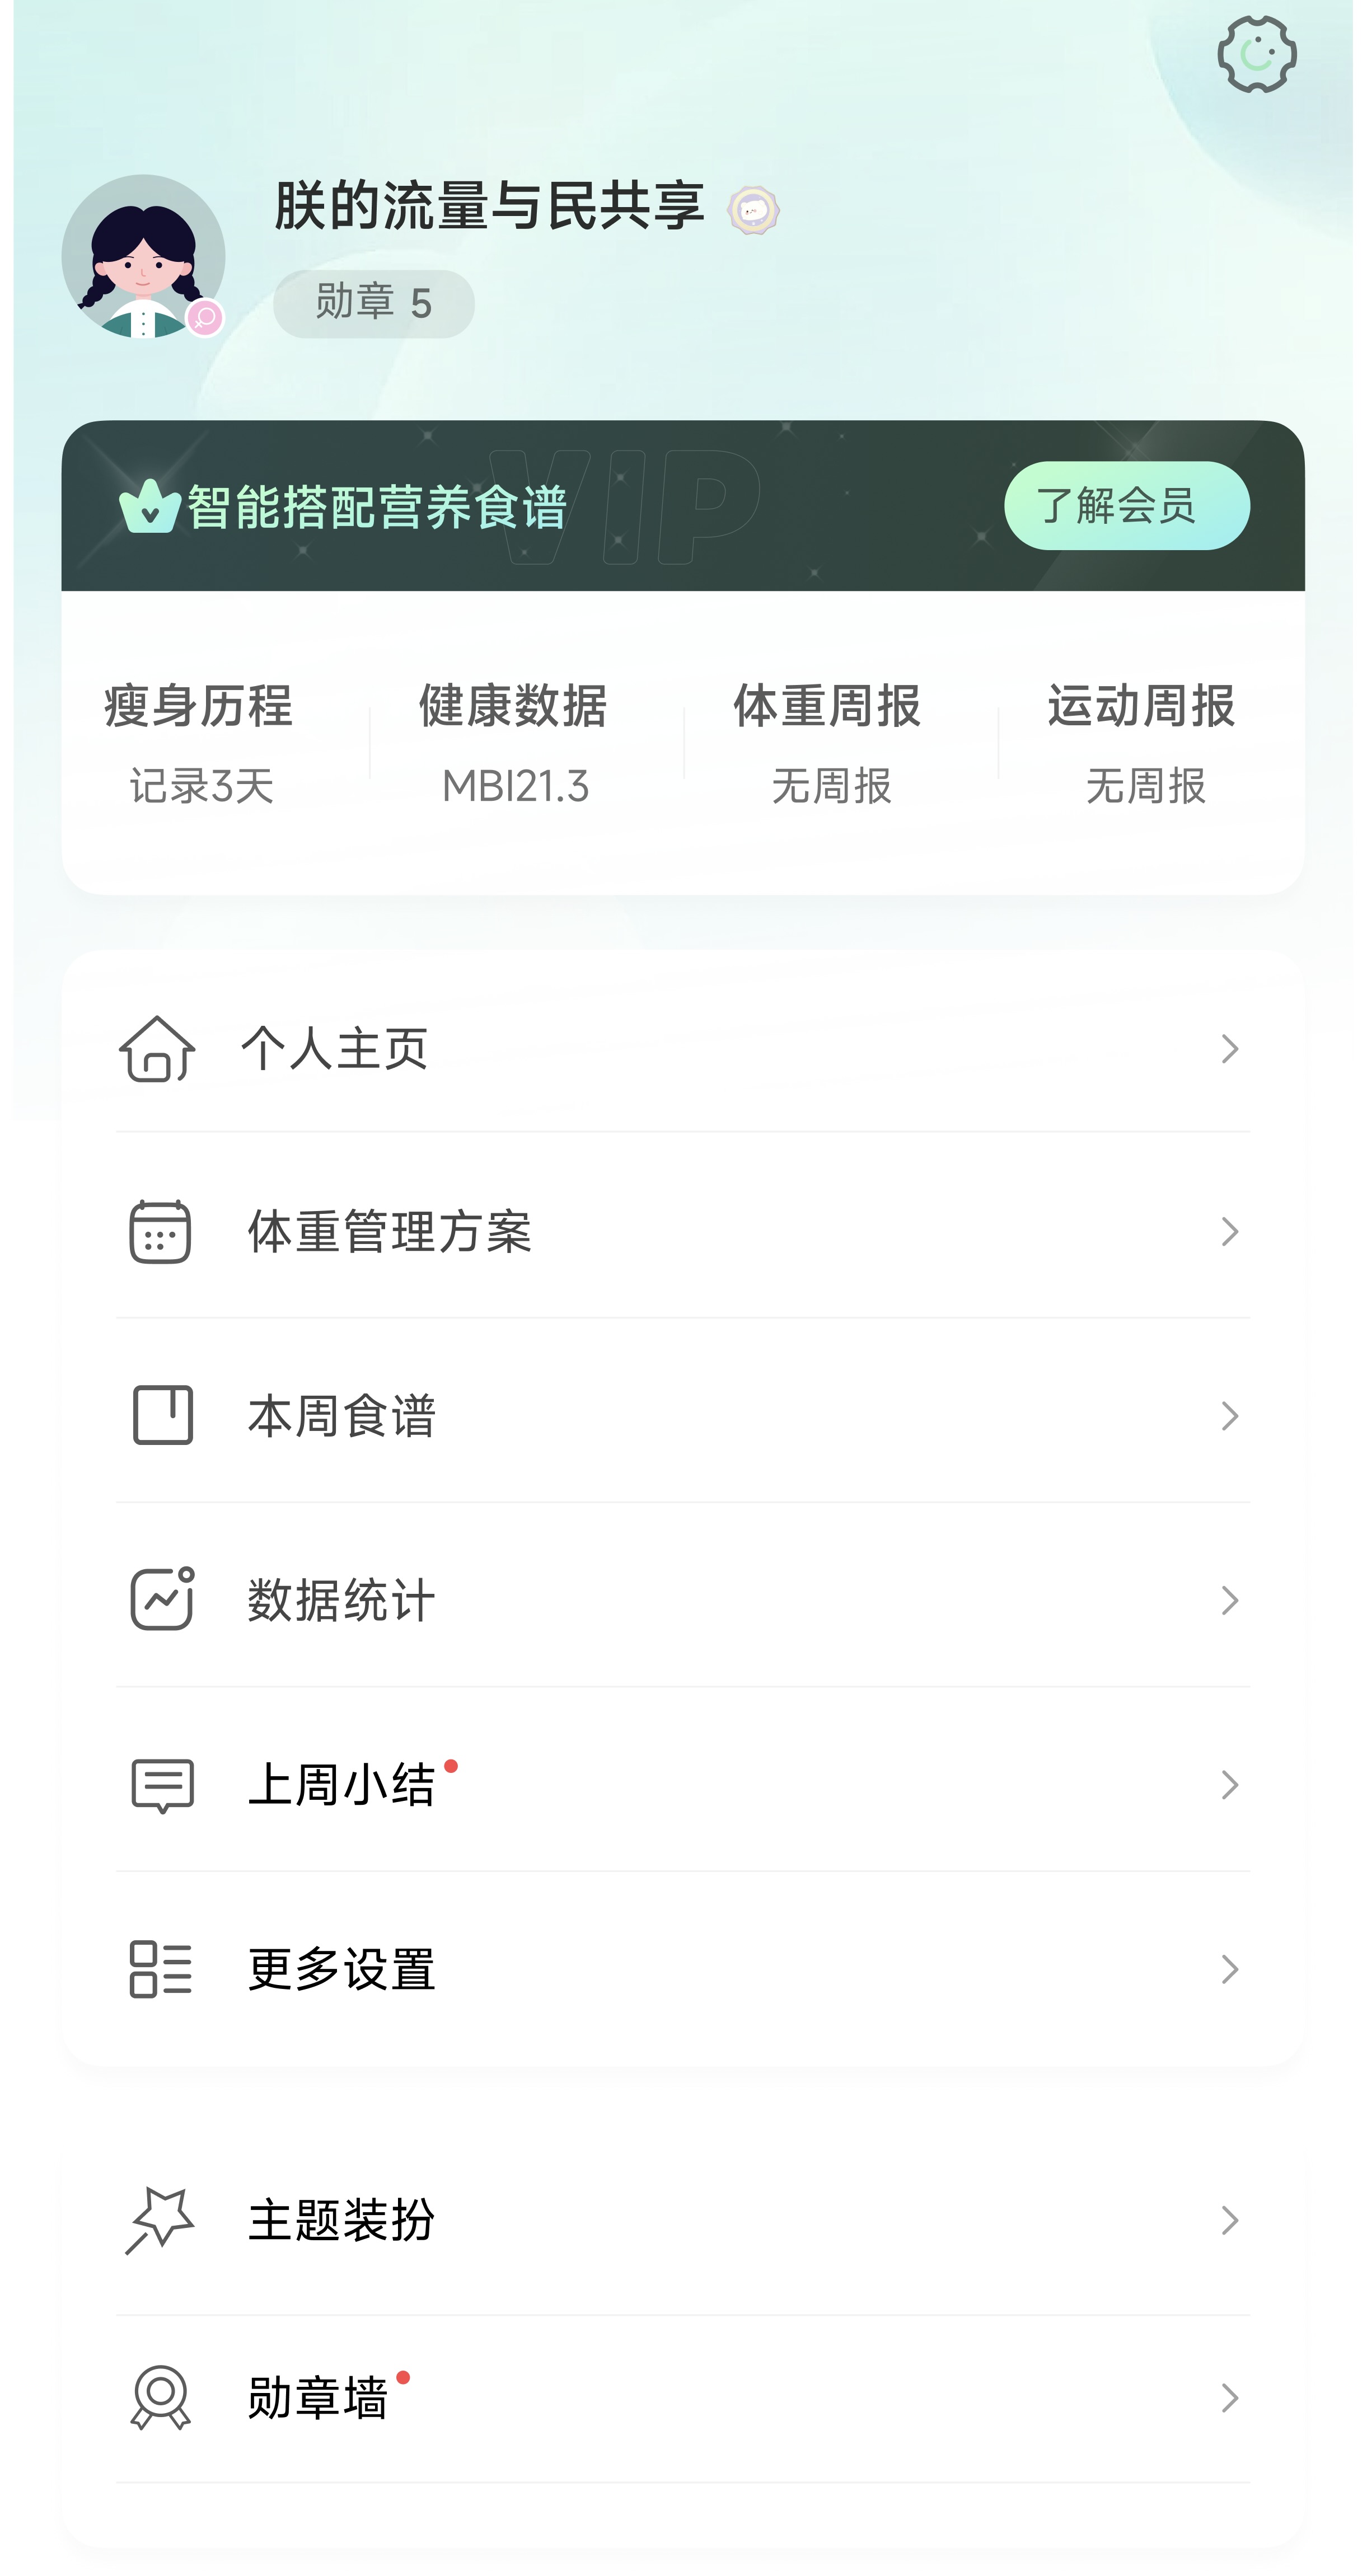 朕的流量与民共享
勋章 5
VIP
智能搭配营养食谱
了解会员
瘦身历程
健康数据
体重周报
运动周报
记录3天
MBI21.3
无周报
无周报
个人主页
体重管理方案
本周食谱
数据统计
上周小结
更多设置
主题装扮
勋章墙